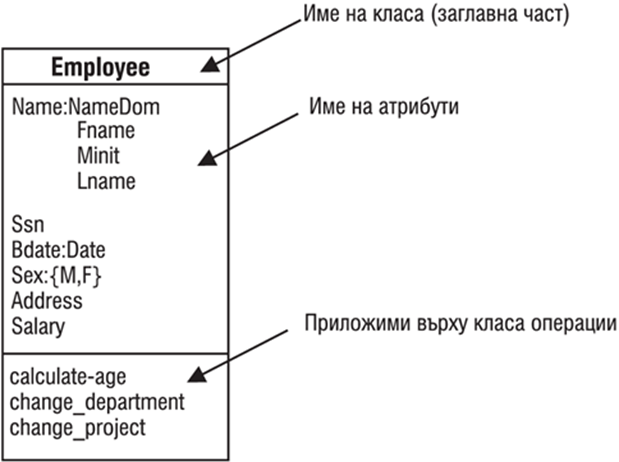 Име на класа (заглавна част)
Employee
Name:NameDom
Fname
Minit
Lname
Име на атрибути
Ssn
Bdate:Date
Sex:{M,F}
Address
Salary
Приложими върху класа операции
calculate-age
change_department
change_project